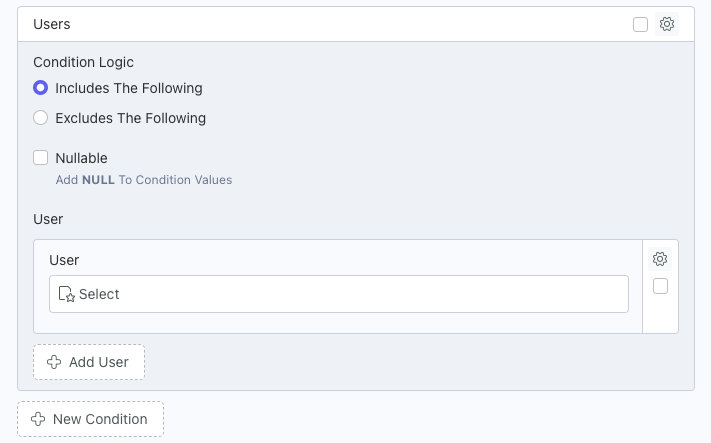 Users
Condition Logic
Includes The Following
Excludes The Following
Nullable
Add NULL To Condition Values
User
User
Select
Add User
New Condition